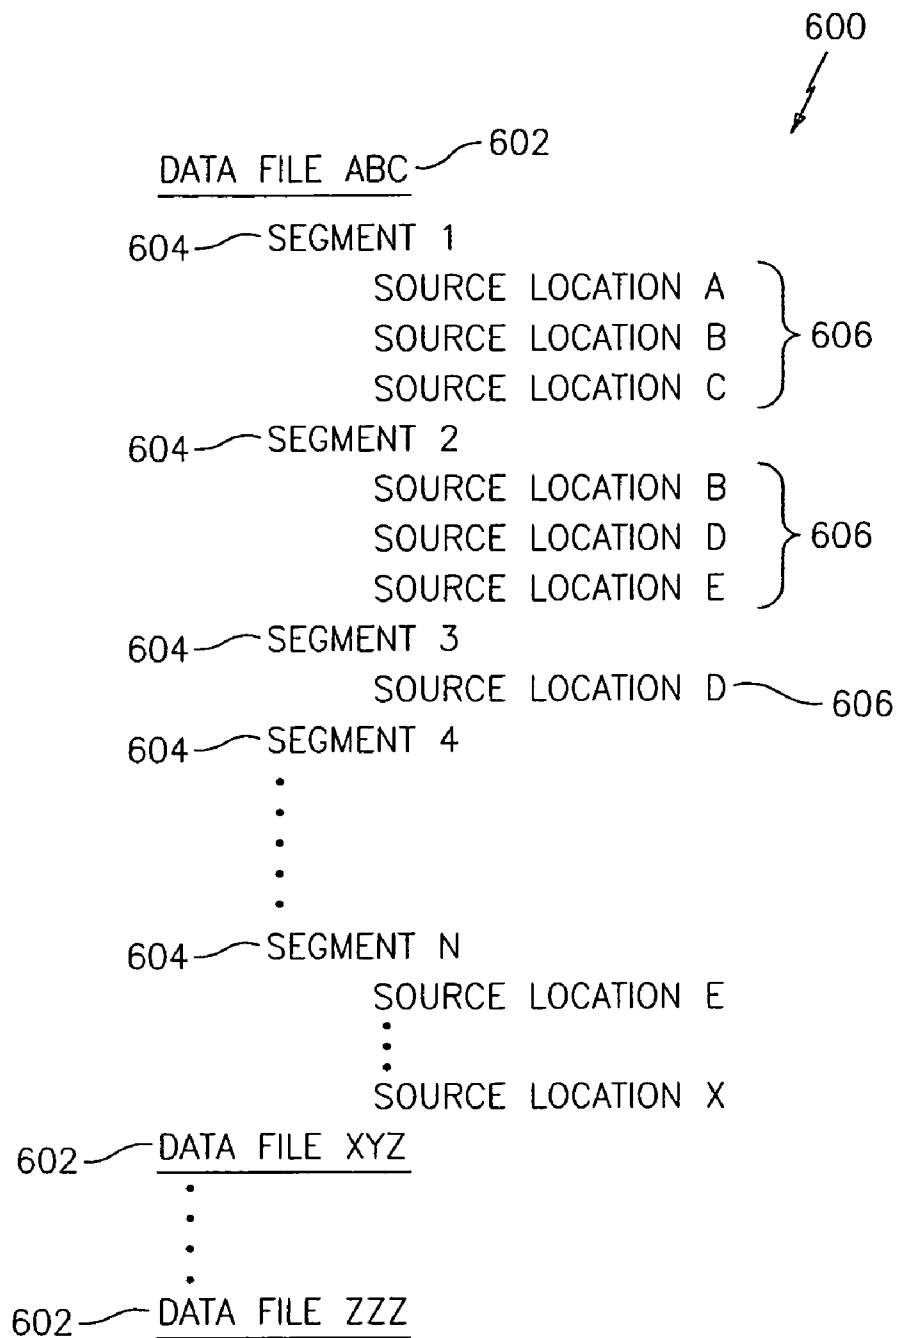 600
DATA FILE ABC 602
604 SEGMENT 1
SOURCE LOCATION A
SOURCE LOCATION B 606
SOURCE LOCATION C
604 SEGMENT 2
SOURCE LOCATION B
SOURCE LOCATION D 606
SOURCE LOCATION E
604 SEGMENT 3
SOURCE LOCATION D 606
604 SEGMENT 4
604 SEGMENT N
SOURCE LOCATION E
SOURCE LOCATION X
602 DATA FILE XYZ
602 DATA FILE ZZZ